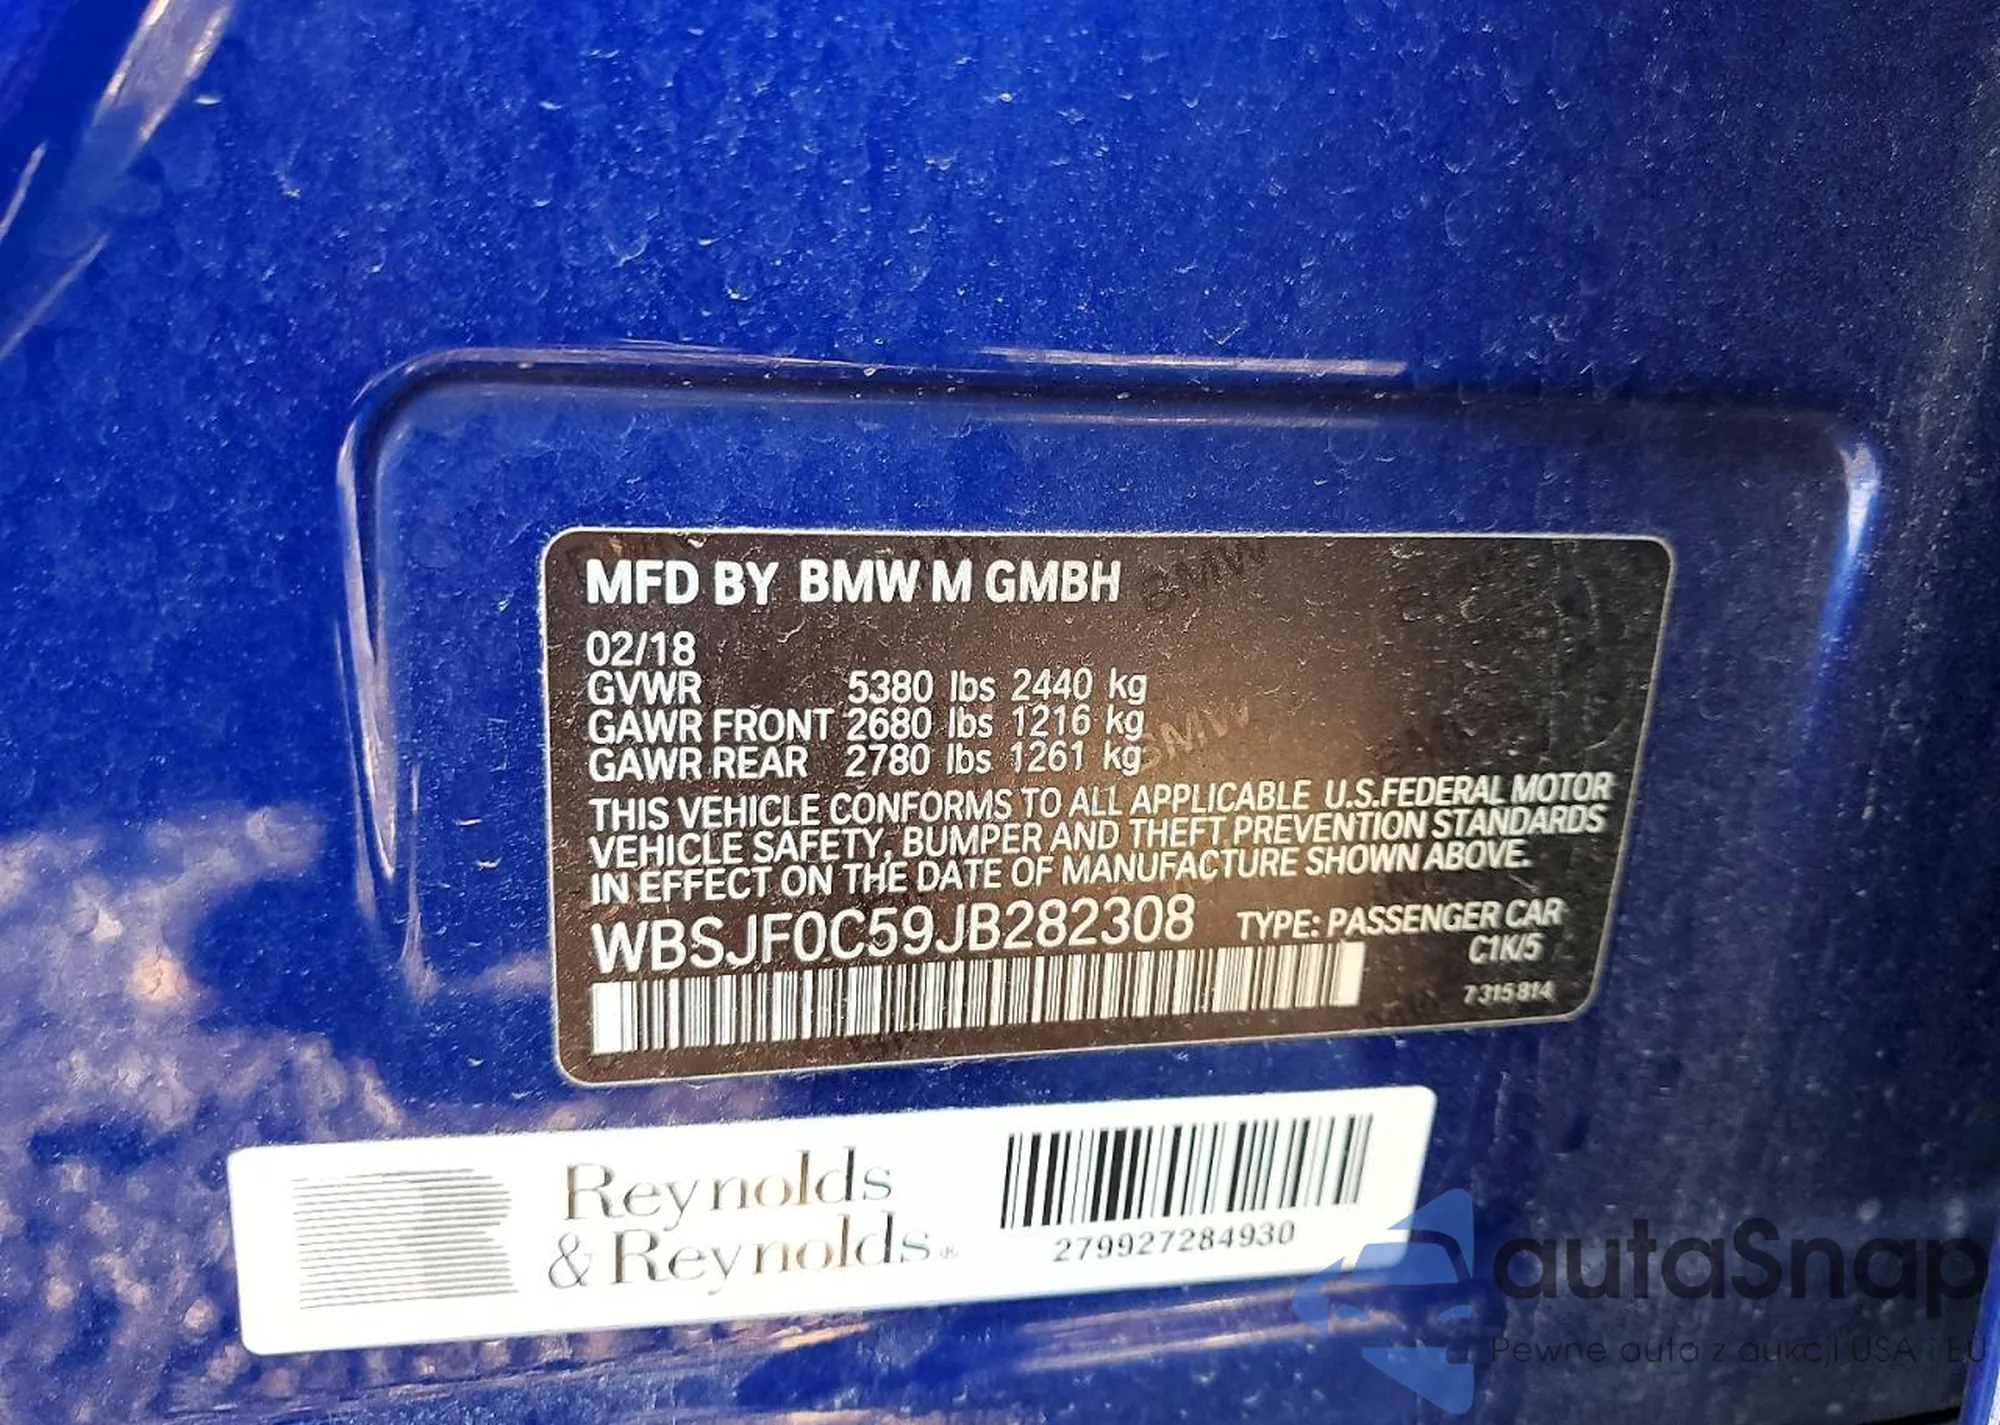 MFD BY BMW M GMBH
02/18
GVWR 5380 lbs 2440 kg
GAWR FRONT 2680 lbs 1216 kg
GAWR REAR 2780 lbs 1261 kg
THIS VEHICLE CONFORMS TO ALL APPLICABLE U.S.FEDERAL MOTOR
VEHICLE SAFETY, BUMPER AND THEFT PREVENTION STANDARDS
IN EFFECT ON THE DATE OF MANUFACTURE SHOWN ABOVE.
WBSJF0C59JB282308 TYPE: PASSENGER CAR
C1K/5
7 315 814
Reynolds
& Reynolds®
279927284930
autaSnap
Pewne auta z aukcji USA i EU